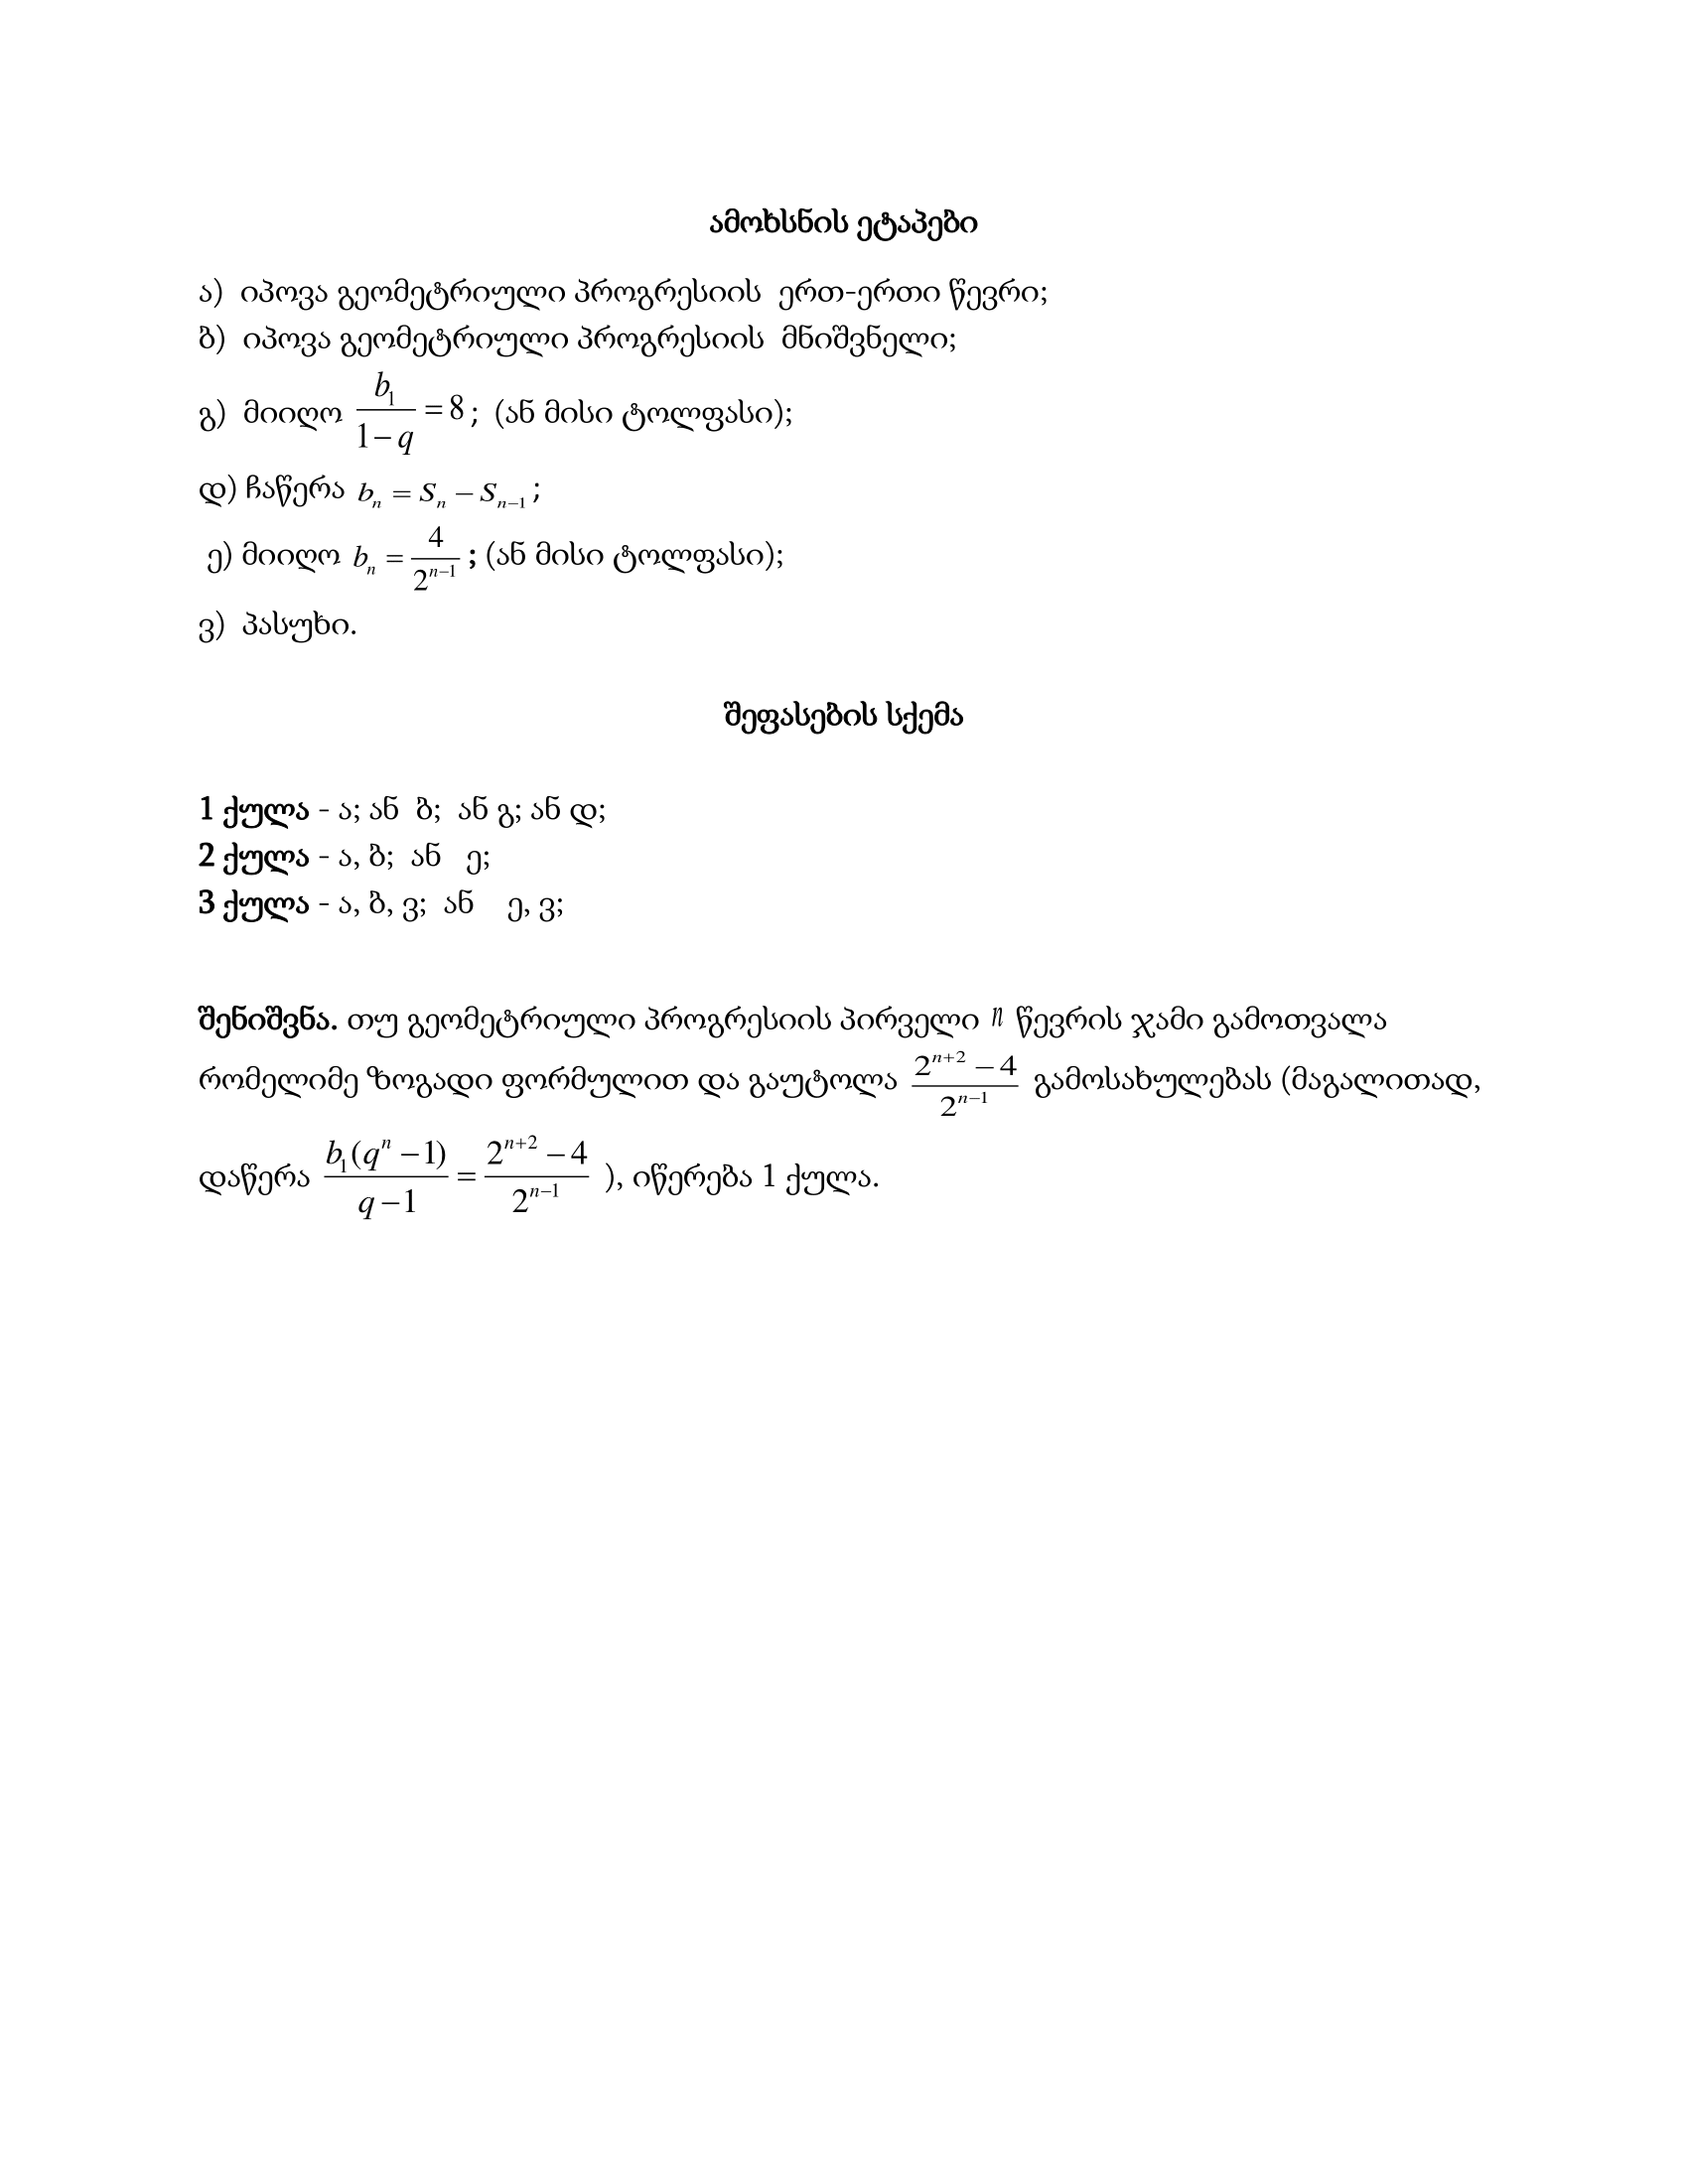 ამოხსნის ეტაპები
ა) იპოვა გეომეტრიული პროგრესიის ერთ-ერთი წევრი;
ბ) იპოვა გეომეტრიული პროგრესიის მნიშვნელი;
გ) მიიღო \frac{b_1}{1-q} = 8 ; (ან მისი ტოლფასი);
დ) ჩაწერა b_n = S_n − S_{n−1} ;
ე) მიიღო b_n = \frac{4}{2^{n−1}} ; (ან მისი ტოლფასი);
ვ) პასუხი.
შეფასების სქემა
1 ქულა - ა; ან ბ; ან გ; ან დ;
2 ქულა - ა, ბ; ან ე;
3 ქულა - ა, ბ, ვ; ან ე, ვ;
შენიშვნა. თუ გეომეტრიული პროგრესიის პირველი n წევრის ჯამი გამოთვალა
რომელიმე ზოგადი ფორმულით და გაუტოლა \frac{2^{n+2} − 4}{2^{n−1}} გამოსახულებას (მაგალითად,
დაწერა \frac{b_1(q^n − 1)}{q − 1} = \frac{2^{n+2} − 4}{2^{n−1}} ), იწერება 1 ქულა.